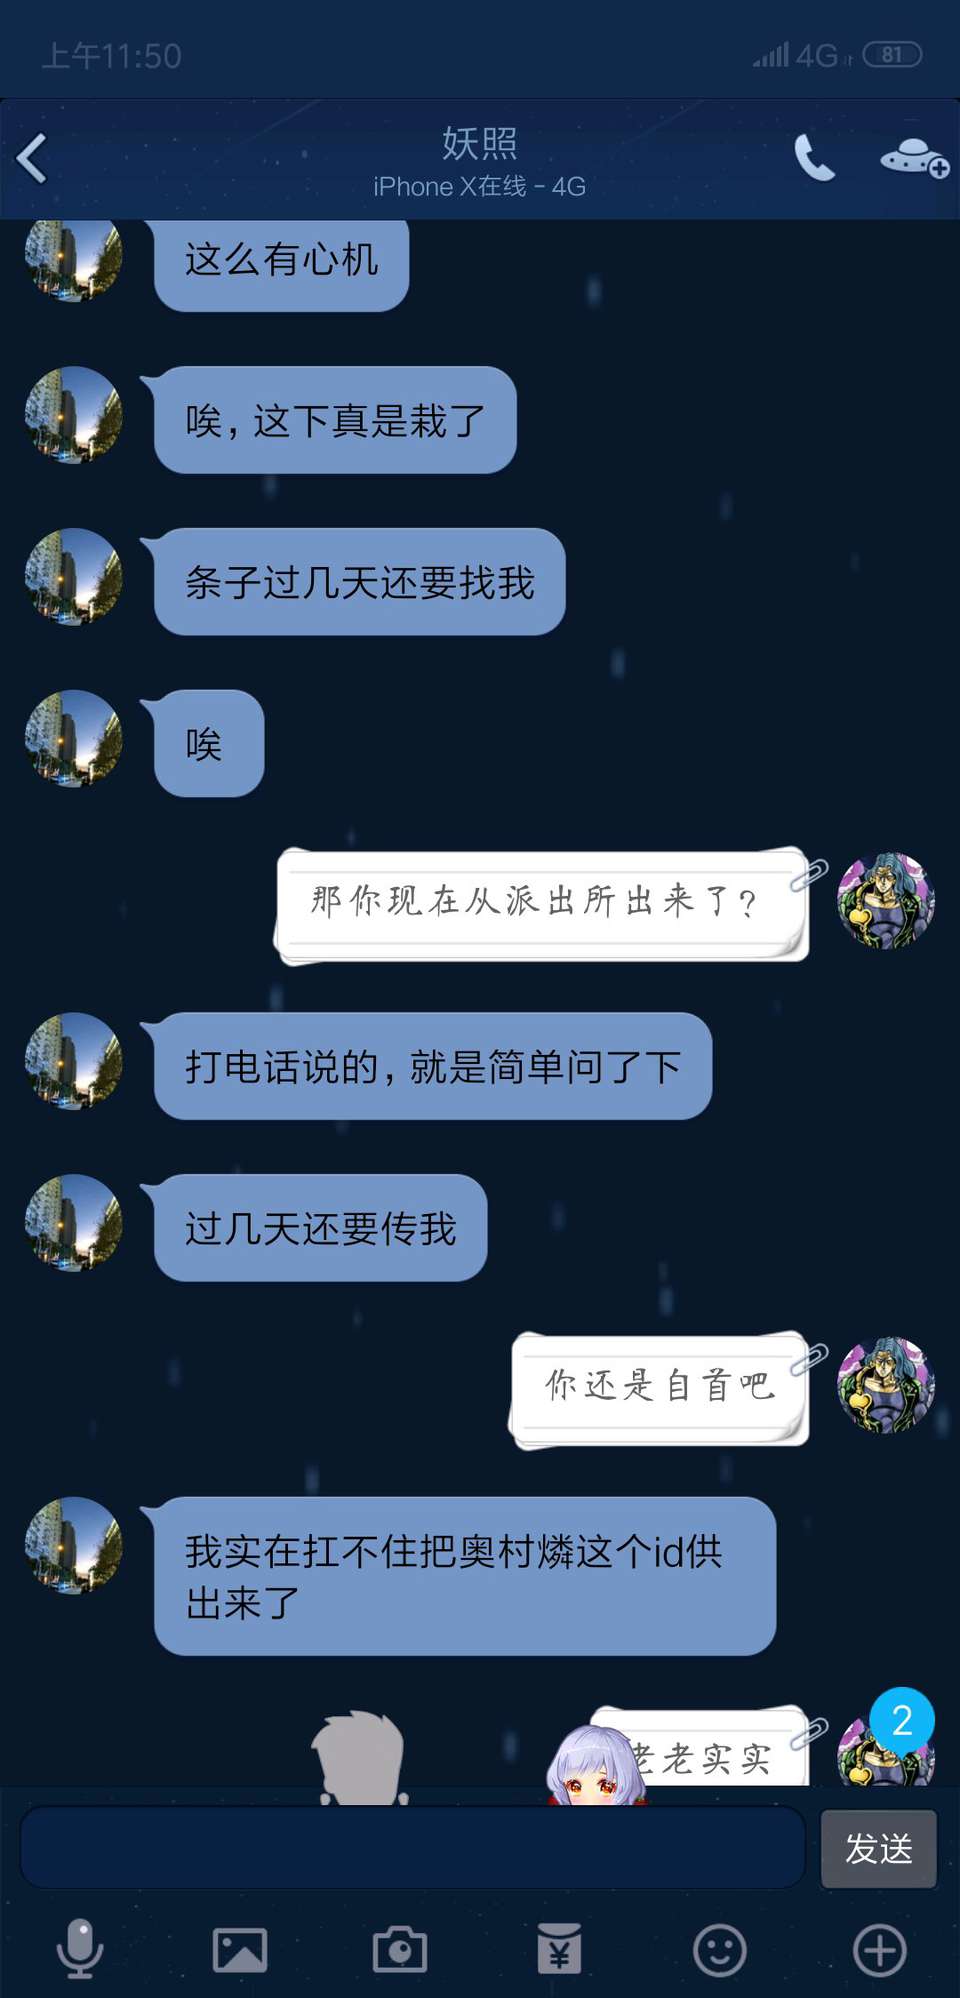 上午11:50
4G
81
妖照
iPhone X在线 - 4G
这么有心机
唉，这下真是栽了
条子过几天还要找我
唉
那你现在从派出所出来了？
打电话说的，就是简单问了下
过几天还要传我
你还是自首吧
我实在扛不住把奥村燐这个id供
出来了
2
老老实实
发送